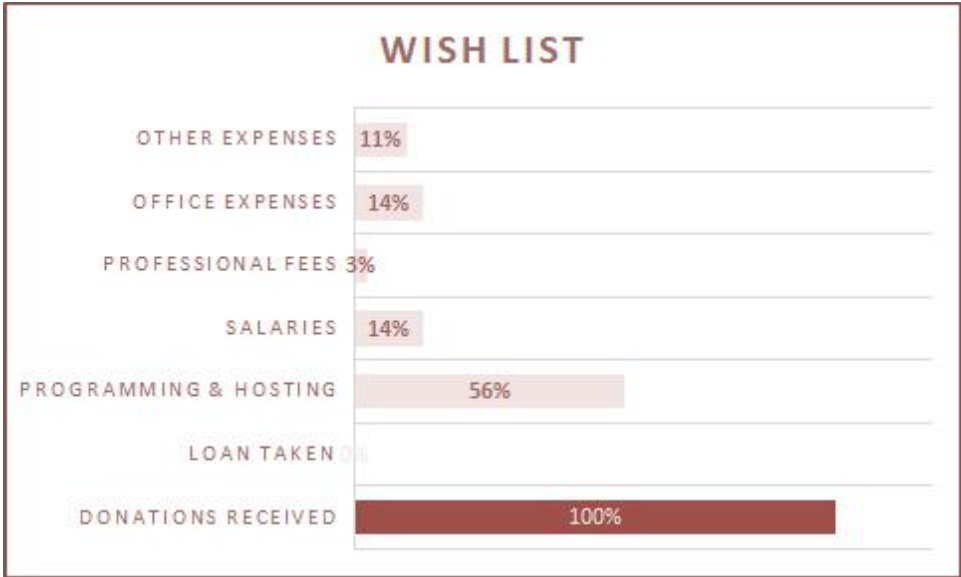 WISH LIST
OTHER EXPENSES 11%
OFFICE EXPENSES 14%
PROFESSIONAL FEES 3%
SALARIES 14%
PROGRAMMING & HOSTING 56%
LOAN TAKEN 0%
DONATIONS RECEIVED 100%